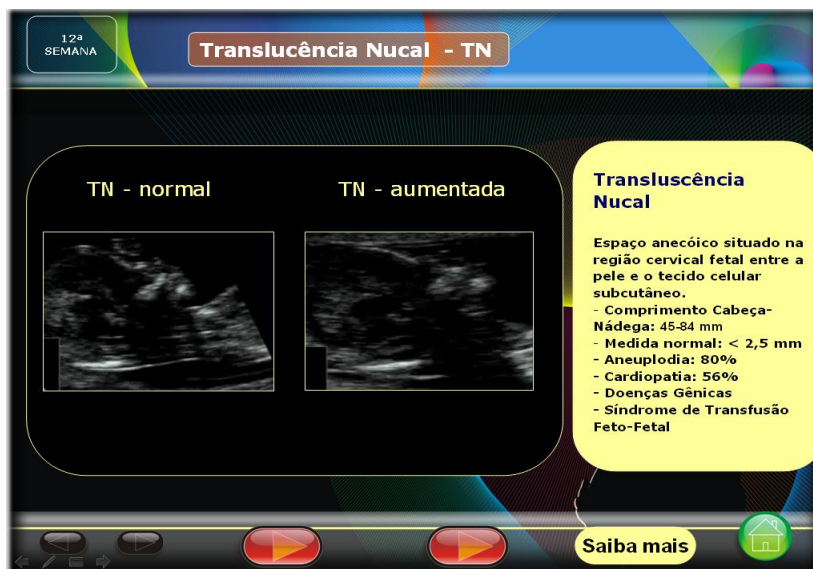 12ª
SEMANA
Translucência Nucal - TN
TN - normal
TN - aumentada
Transluscência
Nucal
Espaço anecóico situado na
região cervical fetal entre a
pele e o tecido celular
subcutâneo.
- Comprimento Cabeça-
Nádega: 45-84 mm
- Medida normal: < 2,5 mm
- Aneuplodia: 80%
- Cardiopatia: 56%
- Doenças Gênicas
- Síndrome de Transfusão
Feto-Fetal
Saiba mais